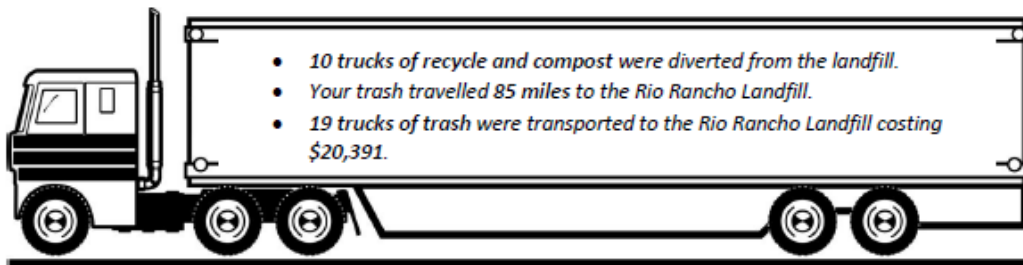 • 10 trucks of recycle and compost were diverted from the landfill.
• Your trash travelled 85 miles to the Rio Rancho Landfill.
• 19 trucks of trash were transported to the Rio Rancho Landfill costing
$20,391.